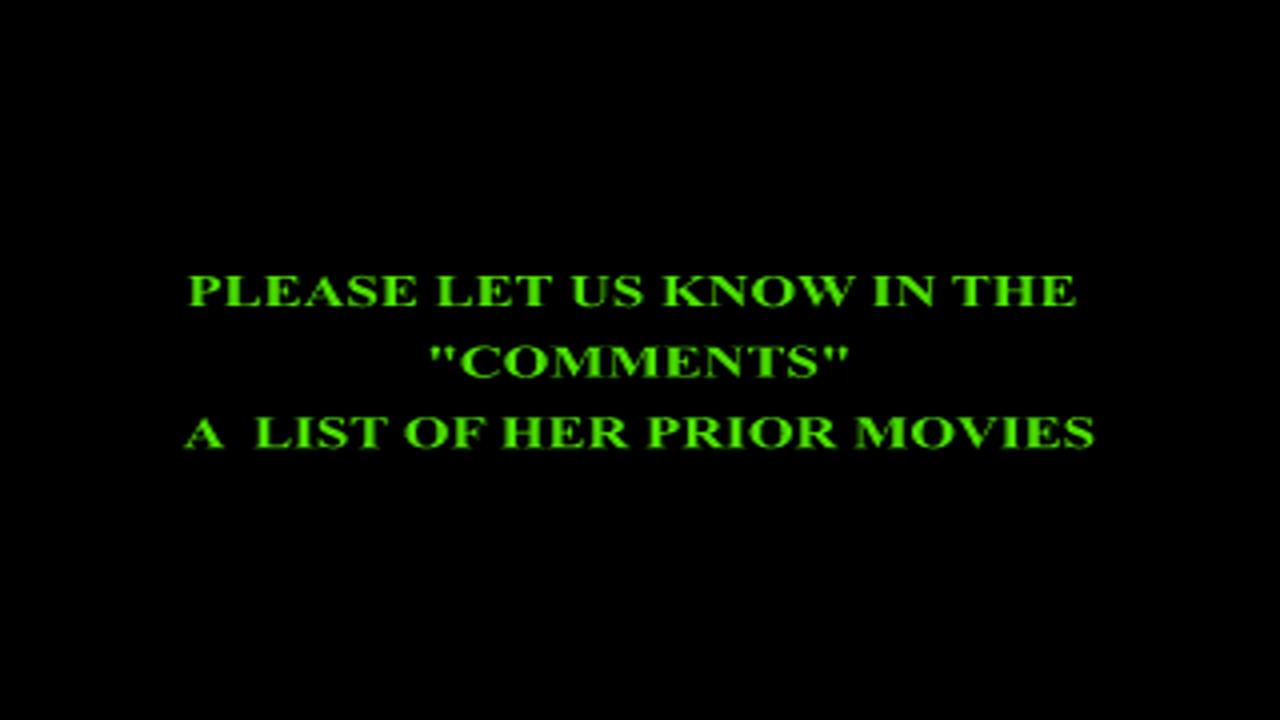 PLEASE LET US KNOW IN THE
"COMMENTS"
A LIST OF HER PRIOR MOVIES